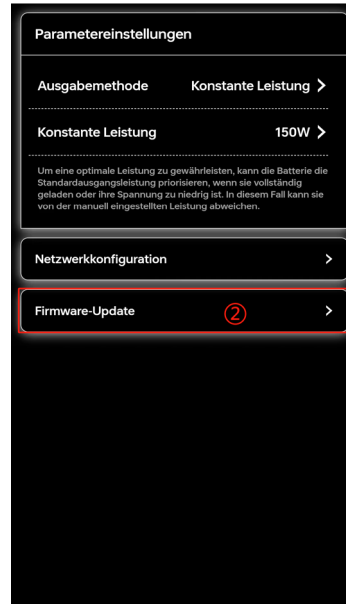 Parametereinstellungen
Ausgabemethode Konstante Leistung >
Konstante Leistung 150W >
Um eine optimale Leistung zu gewährleisten, kann die Batterie die
Standardausgangsleistung priorisieren, wenn sie vollständig
geladen oder ihre Spannung zu niedrig ist. In diesem Fall kann sie
von der manuell eingestellten Leistung abweichen.
Netzwerkkonfiguration >
Firmware-Update ② >